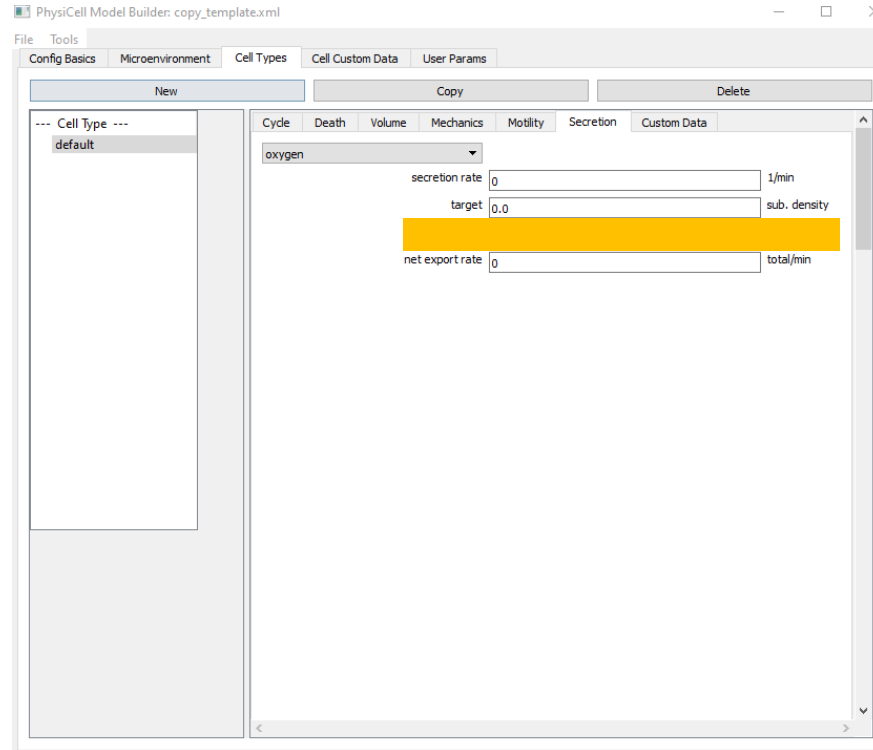 PhysiCell Model Builder: copy_template.xml
File Tools
Config Basics Microenvironment Cell Types Cell Custom Data User Params
New Copy Delete
--- Cell Type ---
default
Cycle Death Volume Mechanics Motility Secretion Custom Data
oxygen
secretion rate 0 1/min
target 0.0 sub. density
net export rate 0 total/min